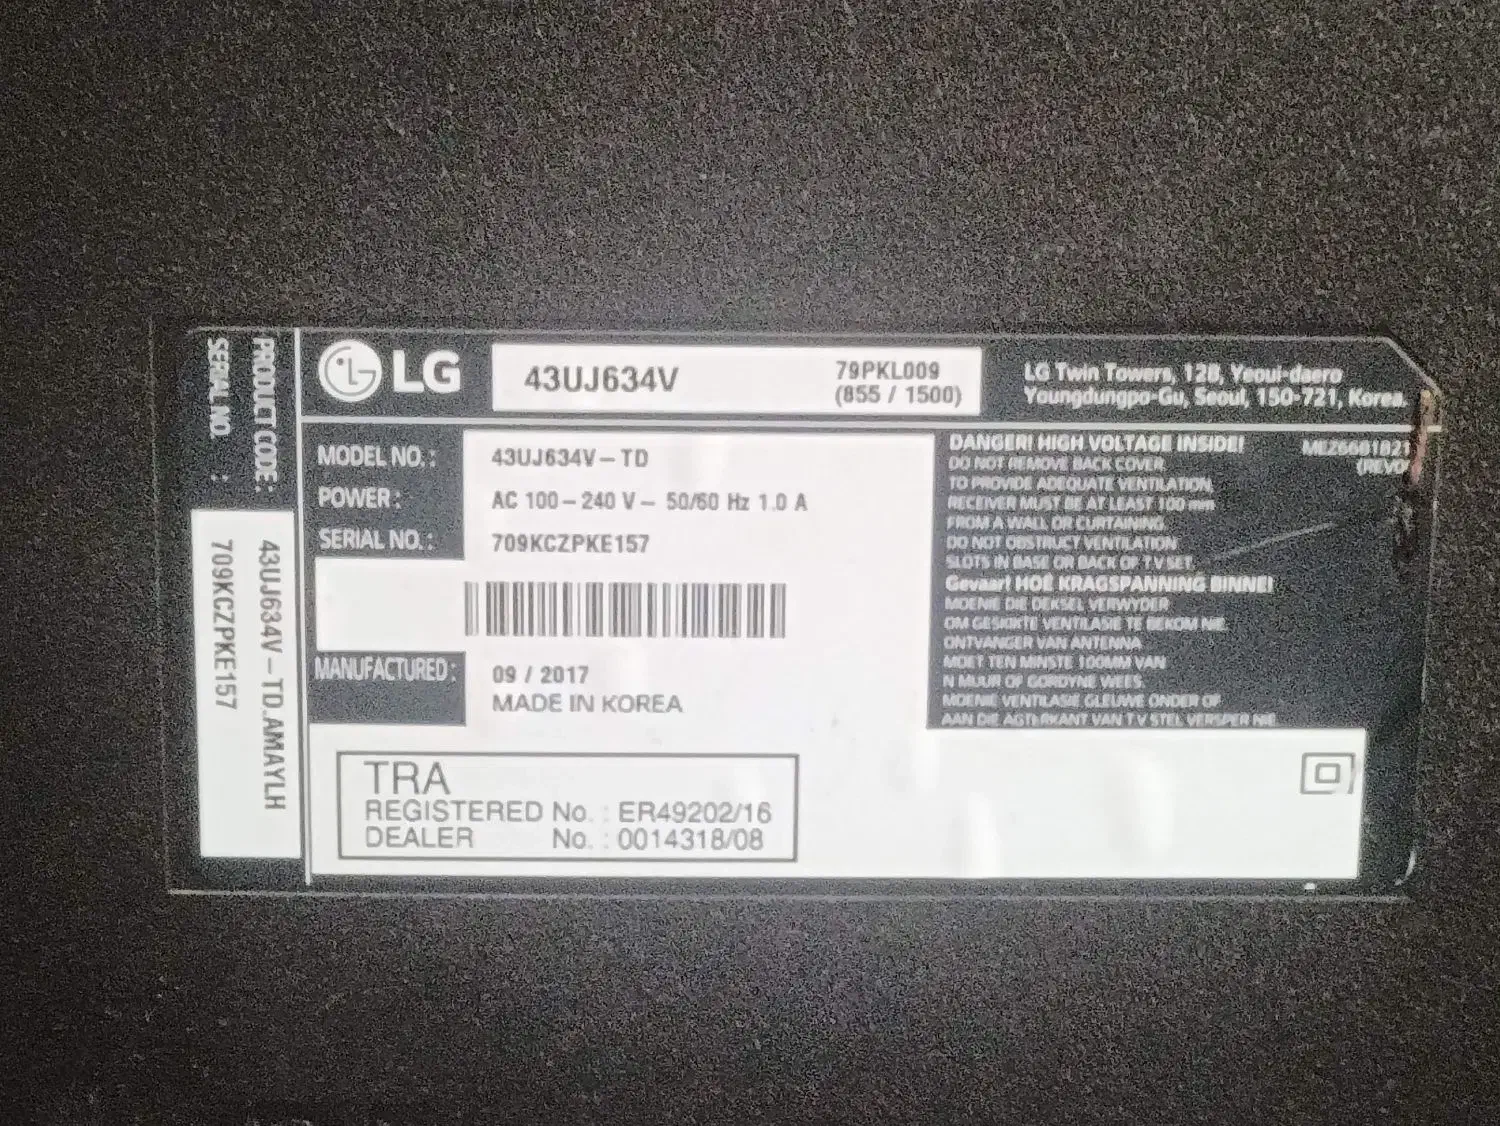 PRODUCT CODE:
SERIAL NO. :
43UJ634V-TD.AMAYLH
709KCZPKE157
LG
43UJ634V
79PKL009
(855 / 1500)
LG Twin Towers, 128, Yeoui-daero
Youngdungpo-Gu, Seoul, 150-721, Korea.
MODEL NO. :
43UJ634V-TD
POWER :
AC 100-240 V~ 50/60 Hz 1.0 A
SERIAL NO. :
709KCZPKE157
MANUFACTURED :
09 / 2017
MADE IN KOREA
DANGER! HIGH VOLTAGE INSIDE!
DO NOT REMOVE BACK COVER
TO PROVIDE ADEQUATE VENTILATION,
RECEIVER MUST BE AT LEAST 100 mm
FROM A WALL OR CURTAINING.
DO NOT OBSTRUCT VENTILATION
SLOTS IN BASE OR BACK OF TV SET.
Gevaar! HOË KRAGSPANNING BINNE!
MOENIE DIE DEKSEL VERWYDER
OM GESKIKTE VENTILASIE TE BEKOM NIE.
ONTVANGER VAN ANTENNA
MOET TEN MINSTE 100MM VAN
N MUUR OF GORDYNE WEES
MOENIE VENTILASIE GLEUWE ONDER OF
AAN DIE AGTERKANT VAN TV STEL VERSPER NIE
(REV0)
TRA
REGISTERED No. : ER49202/16
DEALER No. : 0014318/08